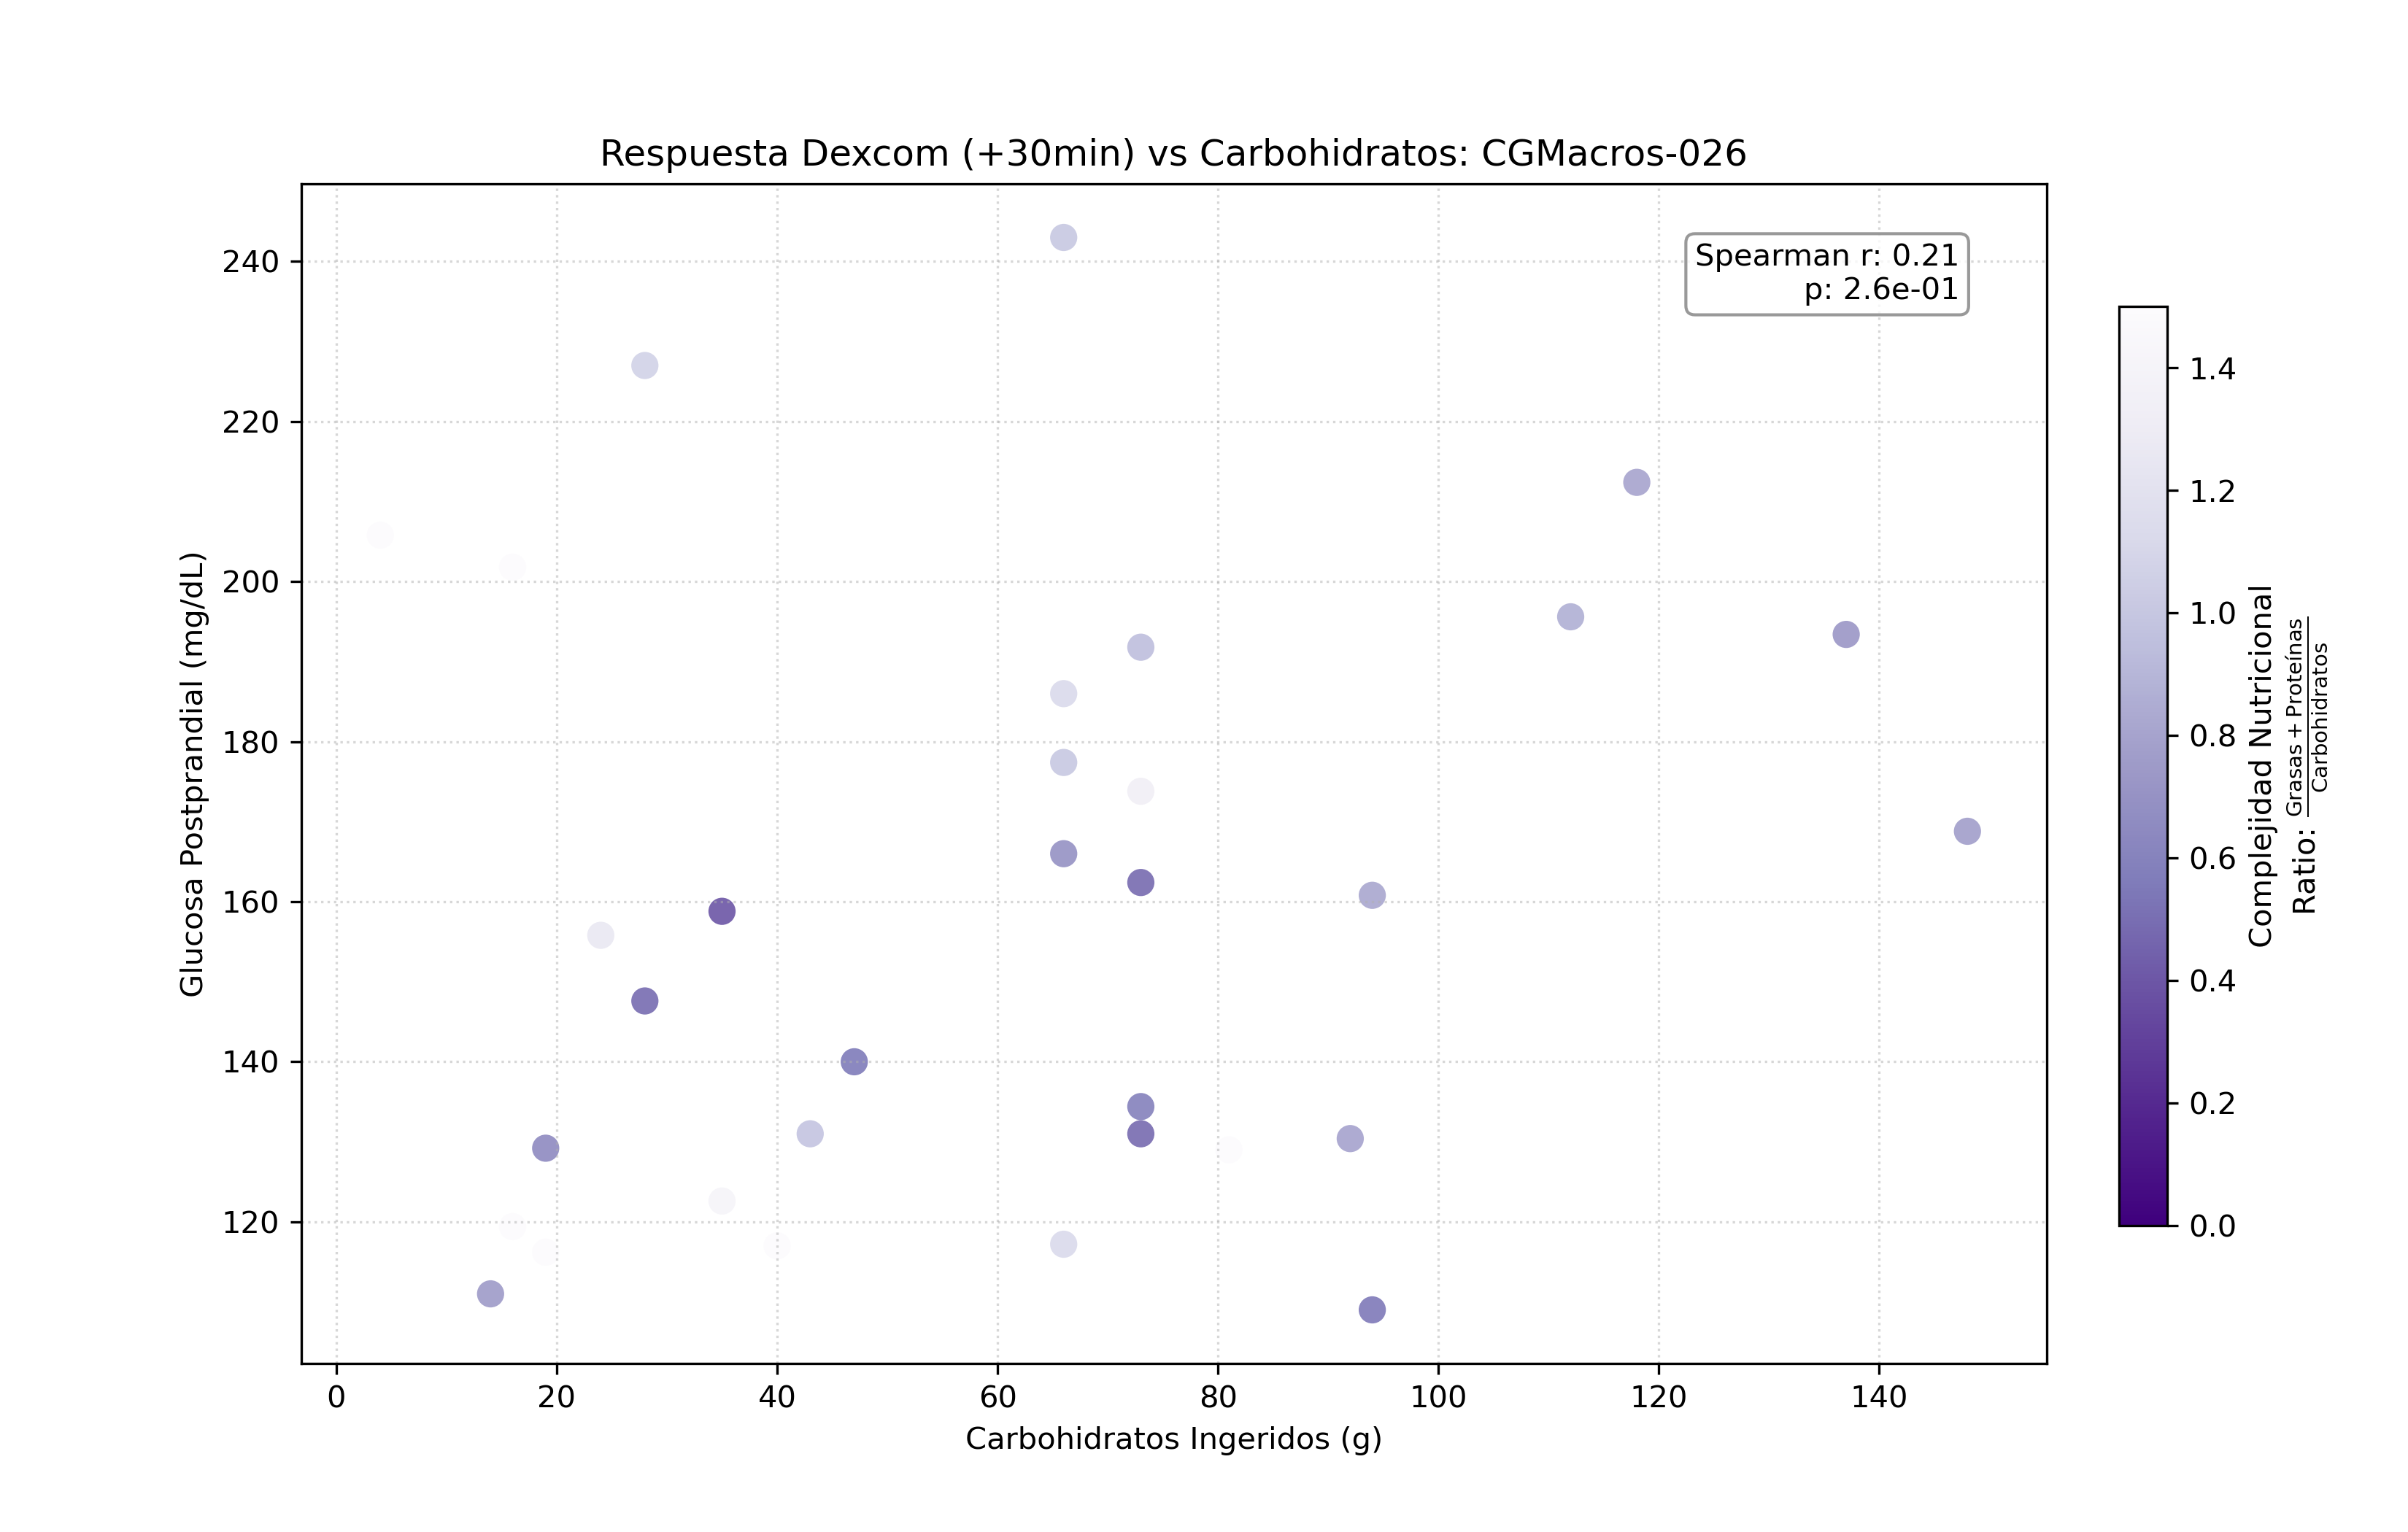 Respuesta Dexcom (+30min) vs Carbohidratos: CGMacros-026
Spearman r: 0.21
p: 2.6e-01
Glucosa Postprandial (mg/dL)
240
220
200
180
160
140
120
0
20
40
60
80
100
120
140
Carbohidratos Ingeridos (g)
1.4
1.2
1.0
0.8
0.6
0.4
0.2
0.0
Complejidad Nutricional
Ratio: Grasas + Proteínas
Carbohidratos